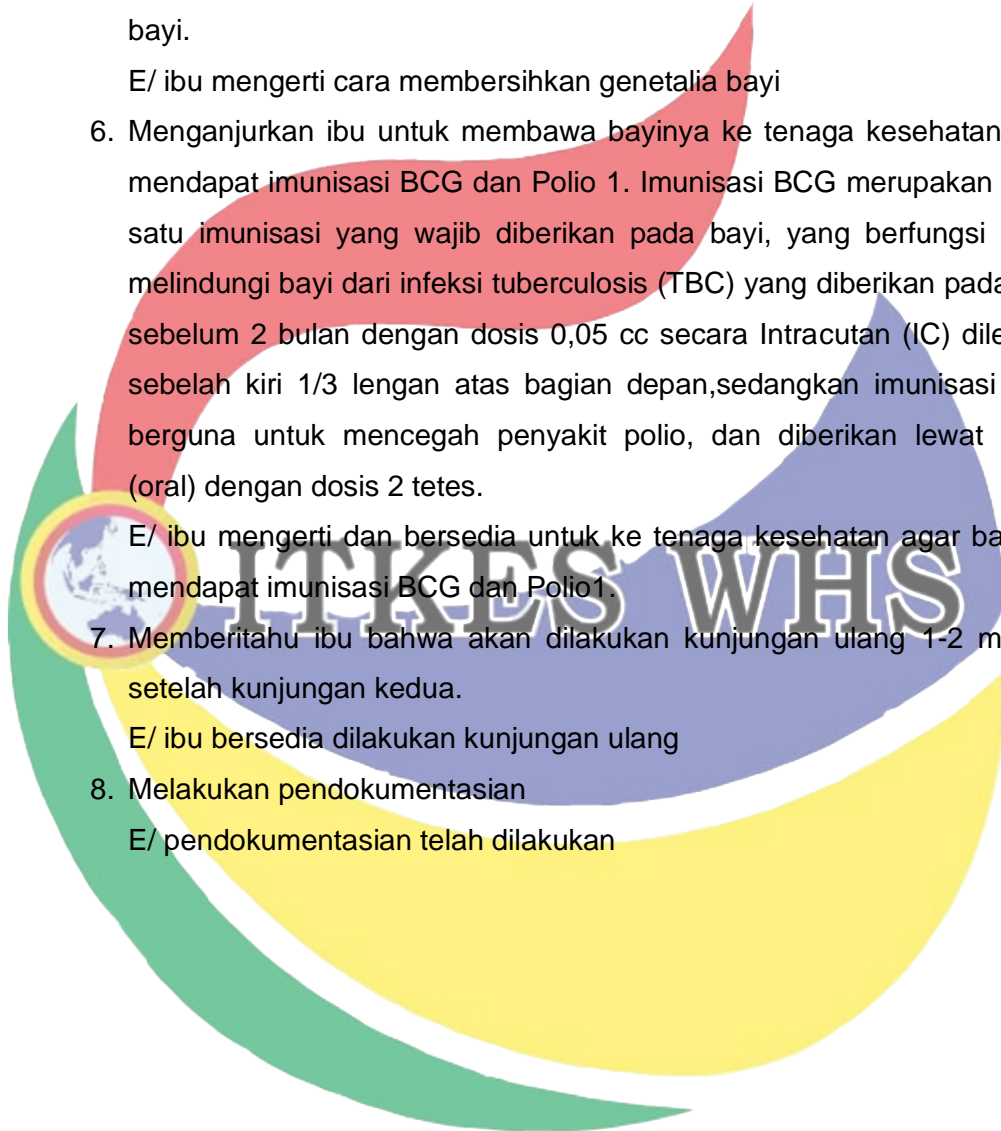 bayi.
E/ ibu mengerti cara membersihkan genetalia bayi
6. Menganjurkan ibu untuk membawa bayinya ke tenaga kesehatan
mendapat imunisasi BCG dan Polio 1. Imunisasi BCG merupakan
satu imunisasi yang wajib diberikan pada bayi, yang berfungsi
melindungi bayi dari infeksi tuberculosis (TBC) yang diberikan pada
sebelum 2 bulan dengan dosis 0,05 cc secara Intracutan (IC) dile
sebelah kiri 1/3 lengan atas bagian depan,sedangkan imunisasi
berguna untuk mencegah penyakit polio, dan diberikan lewat
(oral) dengan dosis 2 tetes.
E/ ibu mengerti dan bersedia untuk ke tenaga kesehatan agar ba
mendapat imunisasi BCG dan Polio1.
ITKES WHS
7. Memberitahu ibu bahwa akan dilakukan kunjungan ulang 1-2 m
setelah kunjungan kedua.
E/ ibu bersedia dilakukan kunjungan ulang
8. Melakukan pendokumentasian
E/ pendokumentasian telah dilakukan